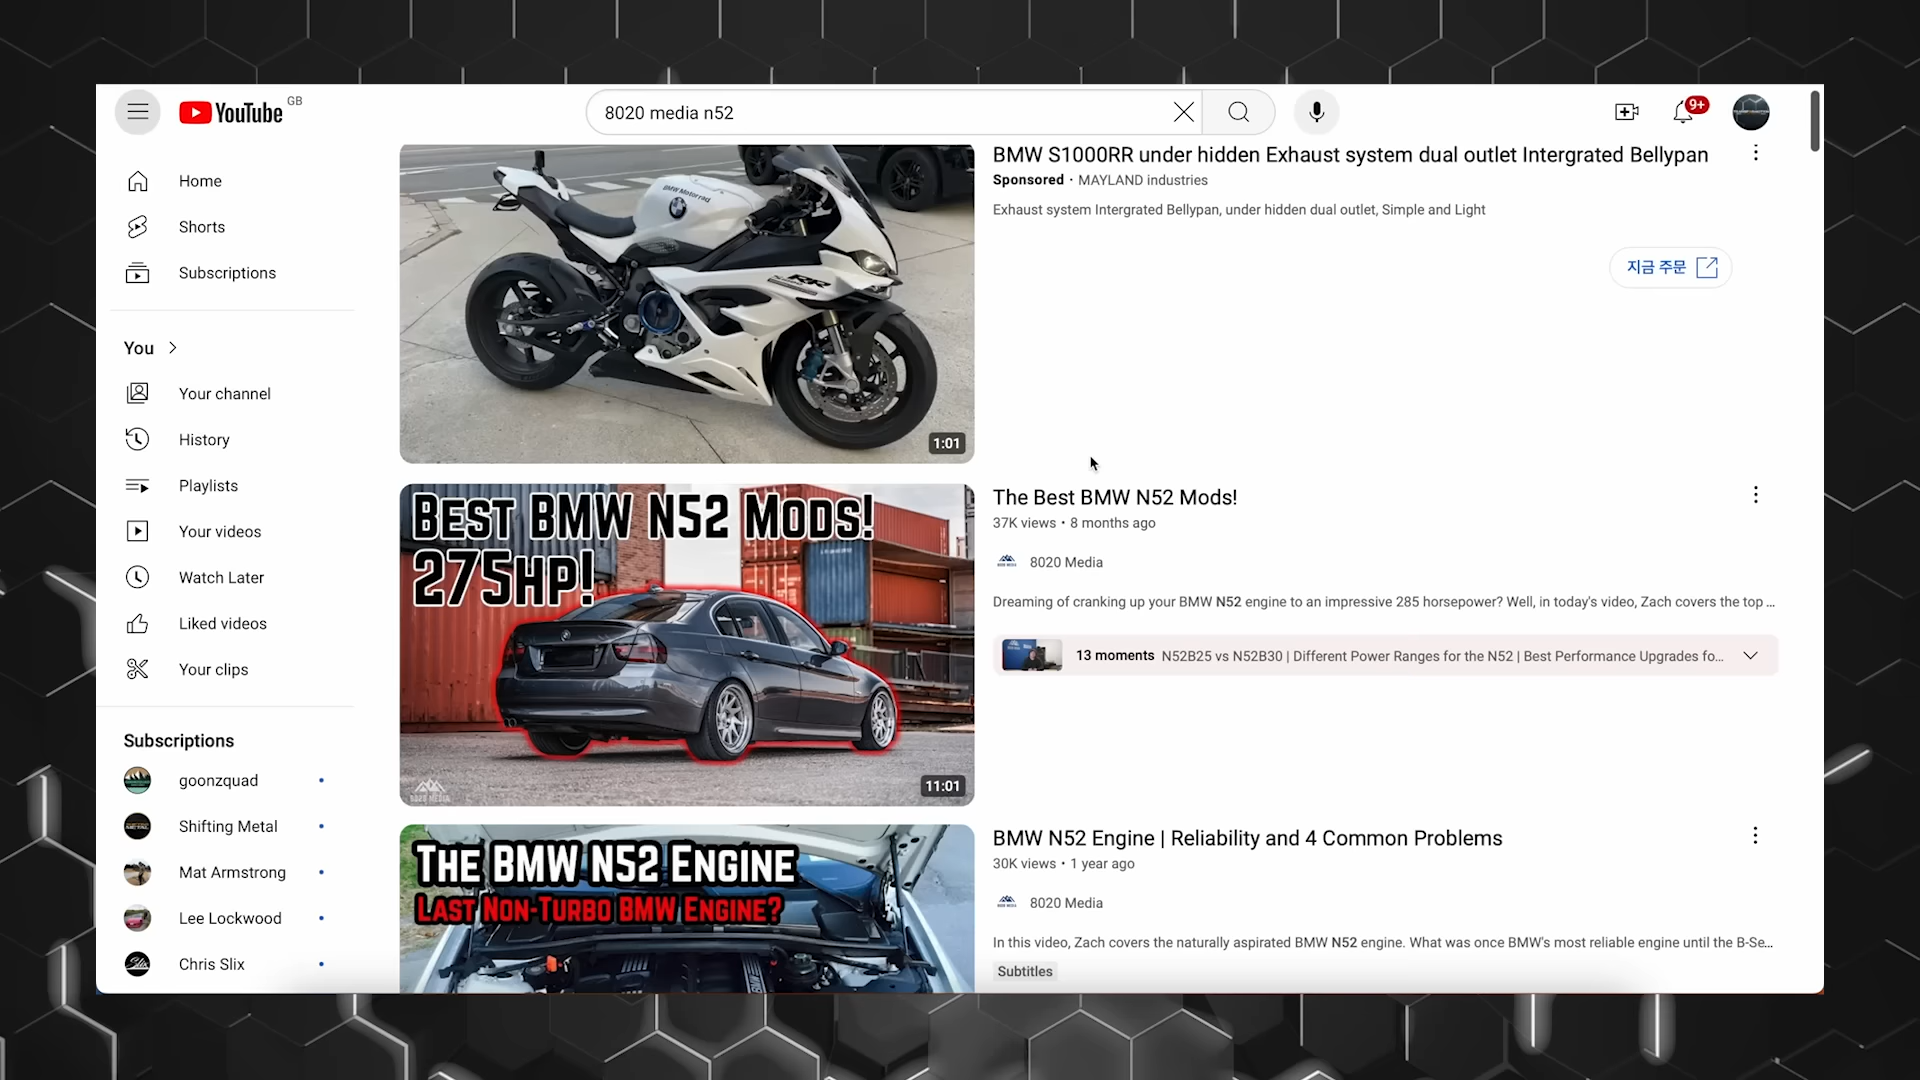 YouTube GB
8020 media n52
9+
Home
Shorts
Subscriptions
You
Your channel
History
Playlists
Your videos
Watch Later
Liked videos
Your clips
Subscriptions
goonzquad
Shifting Metal
Mat Armstrong
Lee Lockwood
Chris Slix
BMW Motorrad
RR
1:01
BMW S1000RR under hidden Exhaust system dual outlet Intergrated Bellypan
Sponsored · MAYLAND industries
Exhaust system Intergrated Bellypan, under hidden dual outlet, Simple and Light
지금 주문
BEST BMW N52 MODS!
275HP!
8020 MEDIA
11:01
The Best BMW N52 Mods!
37K views • 8 months ago
8020 Media
Dreaming of cranking up your BMW N52 engine to an impressive 285 horsepower? Well, in today's video, Zach covers the top ...
13 moments N52B25 vs N52B30 | Different Power Ranges for the N52 | Best Performance Upgrades fo...
THE BMW N52 ENGINE
LAST NON-TURBO BMW ENGINE?
BMW N52 Engine | Reliability and 4 Common Problems
30K views • 1 year ago
8020 Media
In this video, Zach covers the naturally aspirated BMW N52 engine. What was once BMW's most reliable engine until the B-Se...
Subtitles